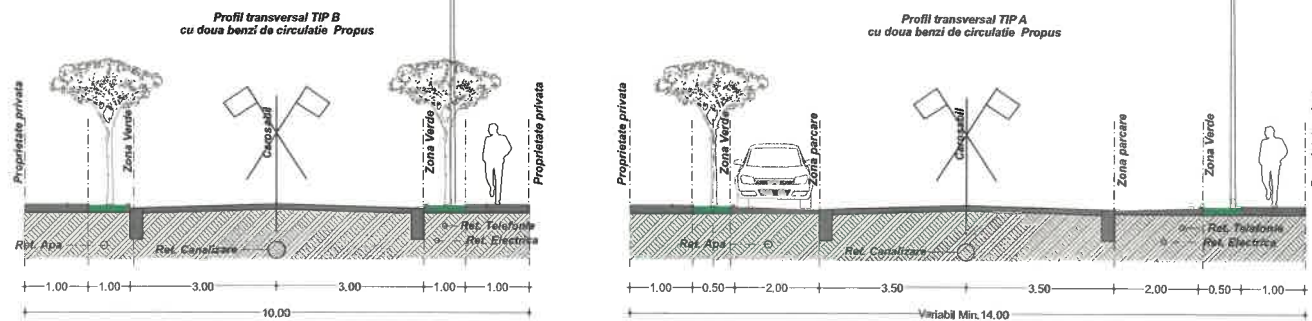 Profil transversal TIP B
cu doua benzi de circulatie Propus
Proprietate privata
Zona Verde
Carosabil
Zona Verde
Proprietate privata
Ret. Telefonie
Ret. Electrica
Ret. Apa
Ret. Canalizare
1.00 1.00 3.00 3.00 1.00 1.00
10.00
Profil transversal TIP A
cu doua benzi de circulatie Propus
Proprietate privata
Zona Verde
Zona parcare
Carosabil
Zona parcare
Zona Verde
Proprietate privata
Ret. Telefonie
Ret. Electrica
Ret. Apa
Ret. Canalizare
1.00 0.50 2.00 3.50 3.50 2.00 0.50 1.00
Variabil Min. 14.00